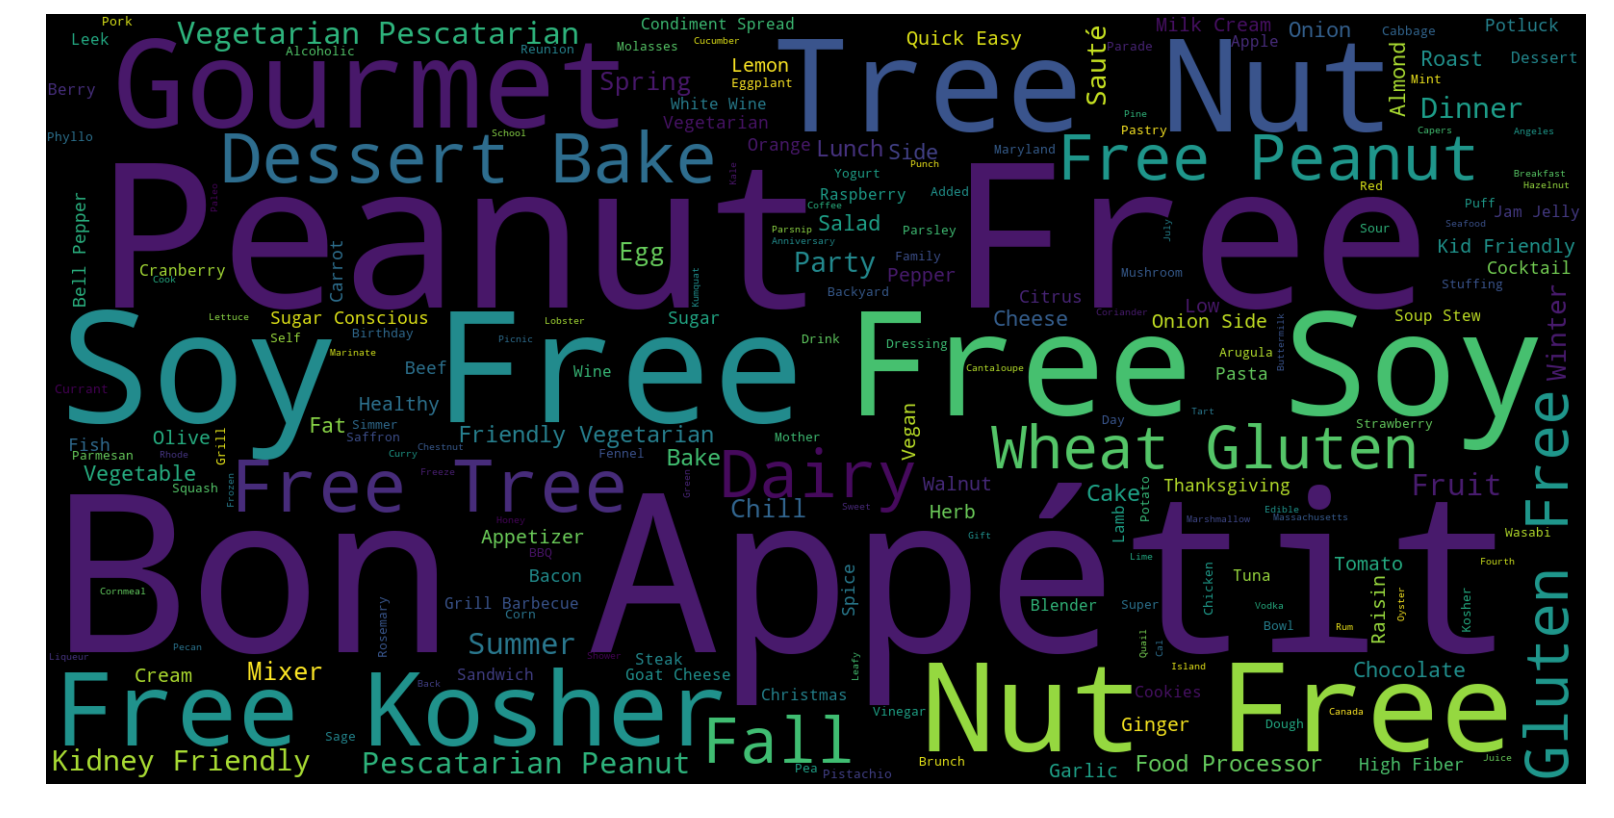 Pork
Leek
Vegetarian Pescatarian
Alcoholic
Condiment Spread
Reunion
Molasses
Cucumber
Quick Easy
Milk Cream
Parade
Apple
Onion
Cabbage
Potluck
Gourmet
Tree Nut
Spring
Lemon
Eggplant
Sauté
Almond
Roast
Mint
Dessert
Berry
White Wine
Vegetarian
Dinner
Phyllo
School
Pine
Pastry
Capers
Angeles
Dessert Bake
Orange
Lunch
Side
Punch
Maryland
Free Peanut
Kale
Yogurt
Breakfast
Hazelnut
Red
Peanut Free
Paleo
Raspberry
Added
Coffee
Puff
Jam Jelly
Bell Pepper
Salad
Parsnip
Parsley
Anniversary
July
Sour
Seafood
Carrot
Egg
Kid Friendly
Cranberry
Cook
Party
Family
Pepper
Mushroom
Cocktail
Kumquat
Backyard
Citrus
Low
Stuffing
Coriander
Winter
Lettuce
Sugar Conscious
Lobster
Sugar
Cheese
Onion Side
Soup Stew
Self
Birthday
Picnic
Drink
Dressing
Buttermilk
Marinate
Arugula
Soy Free
Free Soy
Currant
Beef
Wine
Cantaloupe
Pasta
Healthy
Fat
Simmer
Saffron
Vegan
Day
Tart
Strawberry
Fish
Olive
Grill
Friendly Vegetarian
Mother
Parmesan
Rhode
Chestnut
Curry
Fennel
Bake
Wheat Gluten
Vegetable
Squash
Frozen
Free Tree
Freeze
Green
Dairy
Walnut
Cake
Potato
Thanksgiving
Fruit
Gluten Free
Chill
Sweet
Herb
Lamb
Edible
Marshmallow
Massachusetts
Honey
Appetizer
BBQ
Gift
Wasabi
Bon Appétit
Lime
Tomato
Fourth
Cornmeal
Bacon
Spice
Chicken
Tuna
Raisin
Grill Barbecue
Corn
Rosemary
Blender
Super
Vodka
Oyster
Kosher
Bowl
Rum
Pecan
Summer
Quail
Cal
Liqueur
Shower
Steak
Leafy
Island
Cream
Mixer
Back
Sandwich
Goat Cheese
Chocolate
Free Kosher
Christmas
Cookies
Nut Free
Vinegar
Canada
Ginger
Dough
Sage
Fall
Kidney Friendly
Pescatarian Peanut
Pea
Pistachio
Brunch
Garlic
Food Processor
High Fiber
Juice